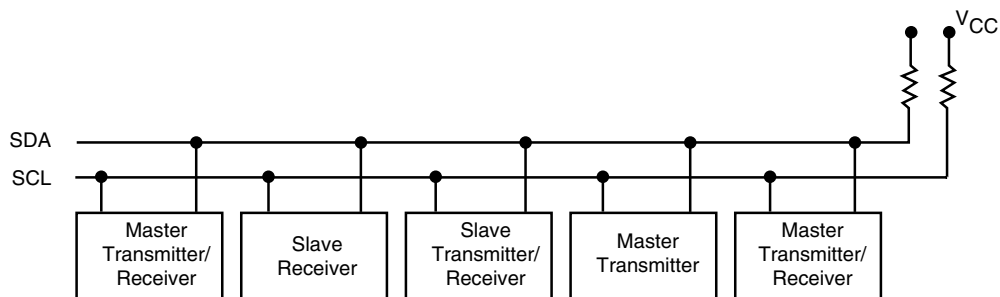 VCC
SDA
SCL
Master
Transmitter/
Receiver
Slave
Receiver
Slave
Transmitter/
Receiver
Master
Transmitter
Master
Transmitter/
Receiver